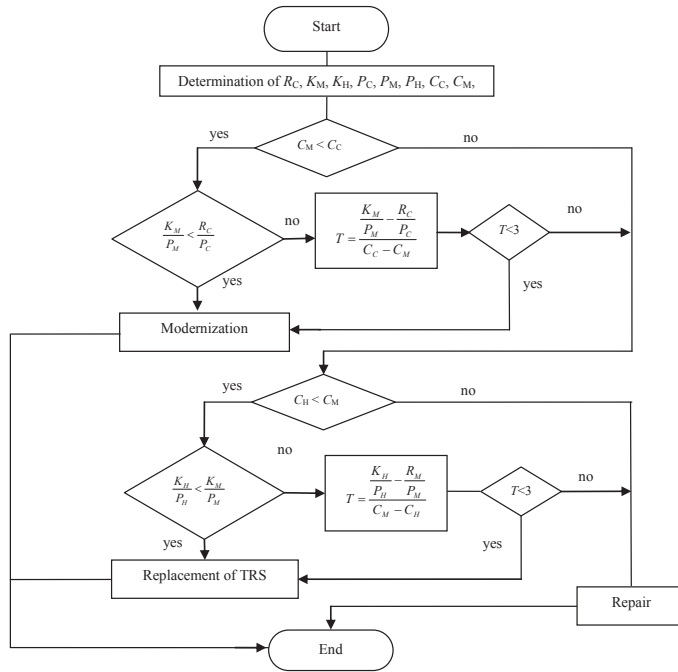 Start
Determination of R_C, K_M, K_H, P_C, P_M, P_H, C_C, C_M,
yes
no
C_M < C_C
K_M/P_M < R_C/P_C
no
T = (K_M/P_M − R_C/P_C)/(C_C − C_M)
T<3
no
yes
yes
Modernization
yes
no
C_H < C_M
K_H/P_H < K_M/P_M
no
T = (K_H/P_H − R_M/P_M)/(C_M − C_H)
T<3
no
yes
yes
Replacement of TRS
Repair
End